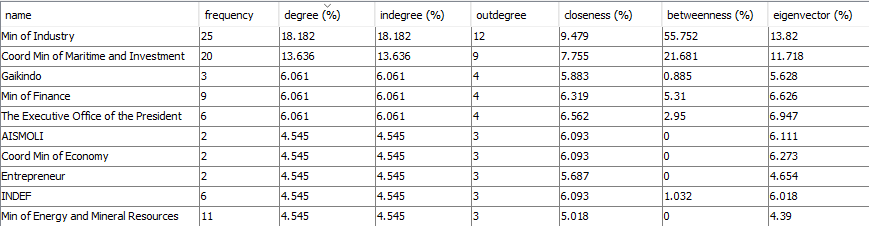 name frequency degree (%) indegree (%) outdegree closeness (%) betweenness (%) eigenvector (%)
Min of Industry 25 18.182 18.182 12 9.479 55.752 13.82
Coord Min of Maritime and Investment 20 13.636 13.636 9 7.755 21.681 11.718
Gaikindo 3 6.061 6.061 4 5.883 0.885 5.628
Min of Finance 9 6.061 6.061 4 6.319 5.31 6.626
The Executive Office of the President 6 6.061 6.061 4 6.562 2.95 6.947
AISMOLI 2 4.545 4.545 3 6.093 0 6.111
Coord Min of Economy 2 4.545 4.545 3 6.093 0 6.273
Entrepreneur 2 4.545 4.545 3 5.687 0 4.654
INDEF 6 4.545 4.545 3 6.093 1.032 6.018
Min of Energy and Mineral Resources 11 4.545 4.545 3 5.018 0 4.39